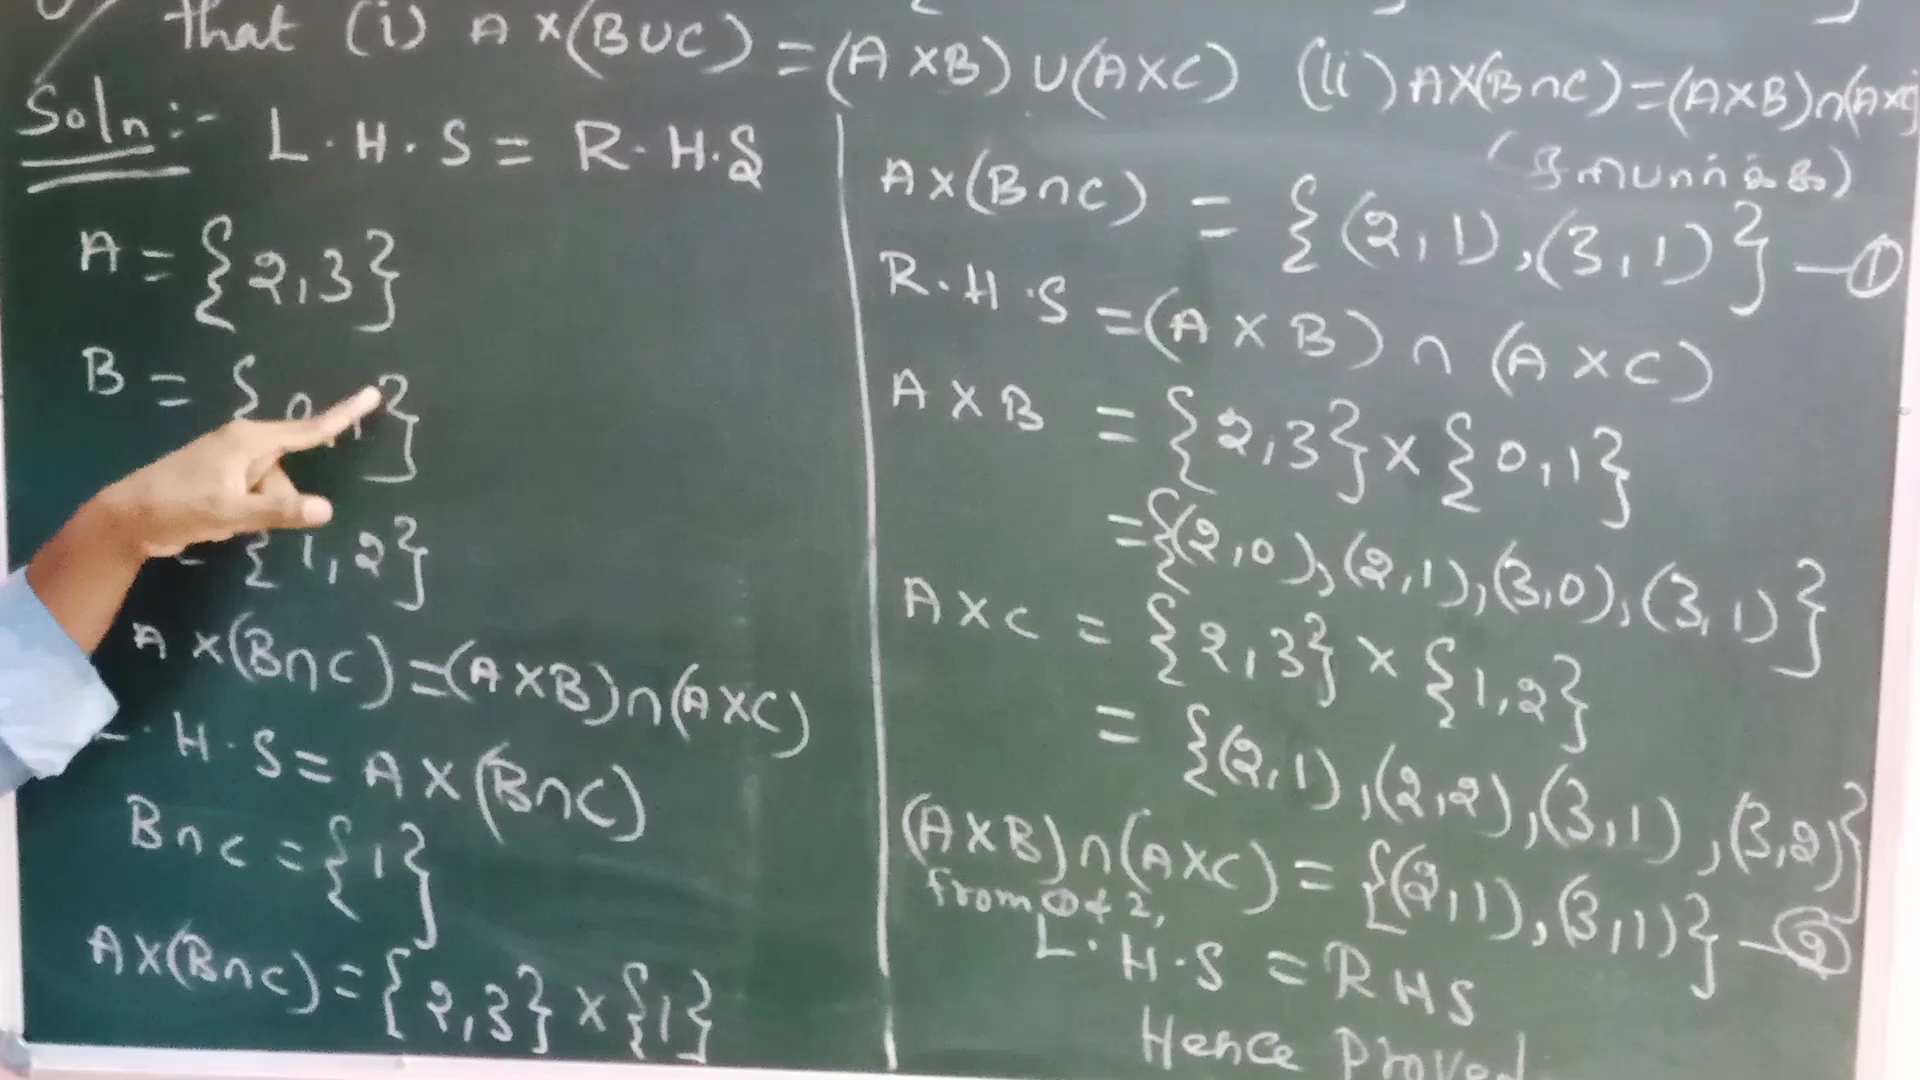 that (i) A×(B∪C) = (A×B)∪(A×C) (ii) A×(B∩C)=(A×B)∩(A×C)
Soln:- L.H.S = R.H.S
A = {2,3}
B = {0,1}
= {1,2}
A×(B∩C)=(A×B)∩(A×C)
L.H.S = A×(B∩C)
B∩C = {1}
A×(B∩C) = {2,3} × {1}
A×(B∩C) = {(2,1),(3,1)} — ①
R.H.S = (A×B)∩(A×C)
A×B = {2,3} × {0,1}
={(2,0),(2,1),(3,0),(3,1)}
A×C = {2,3} × {1,2}
= {(2,1),(2,2),(3,1),(3,2)}
(A×B)∩(A×C) = {(2,1),(3,1)} — ②
from ① & 2,
L.H.S = RHS
Hence Proved